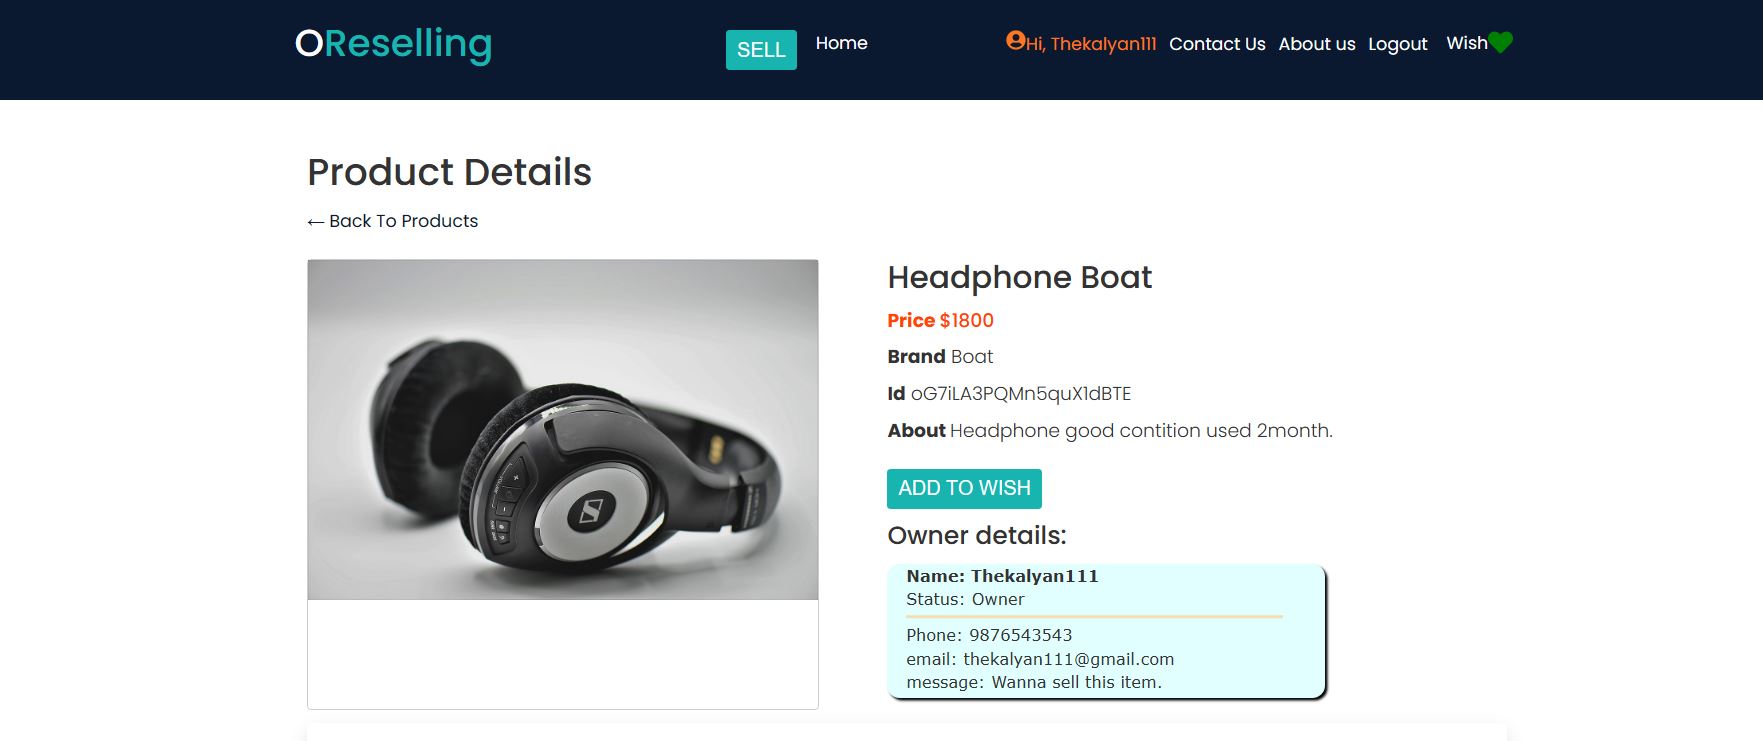 OReselling
SELL
Home
Hi, Thekalyan111
Contact Us
About us
Logout
Wish
Product Details
← Back To Products
Headphone Boat
Price $1800
Brand Boat
Id oG7iLA3PQMn5quX1dBTE
About Headphone good contition used 2month.
ADD TO WISH
Owner details:
Name: Thekalyan111
Status: Owner
Phone: 9876543543
email: thekalyan111@gmail.com
message: Wanna sell this item.